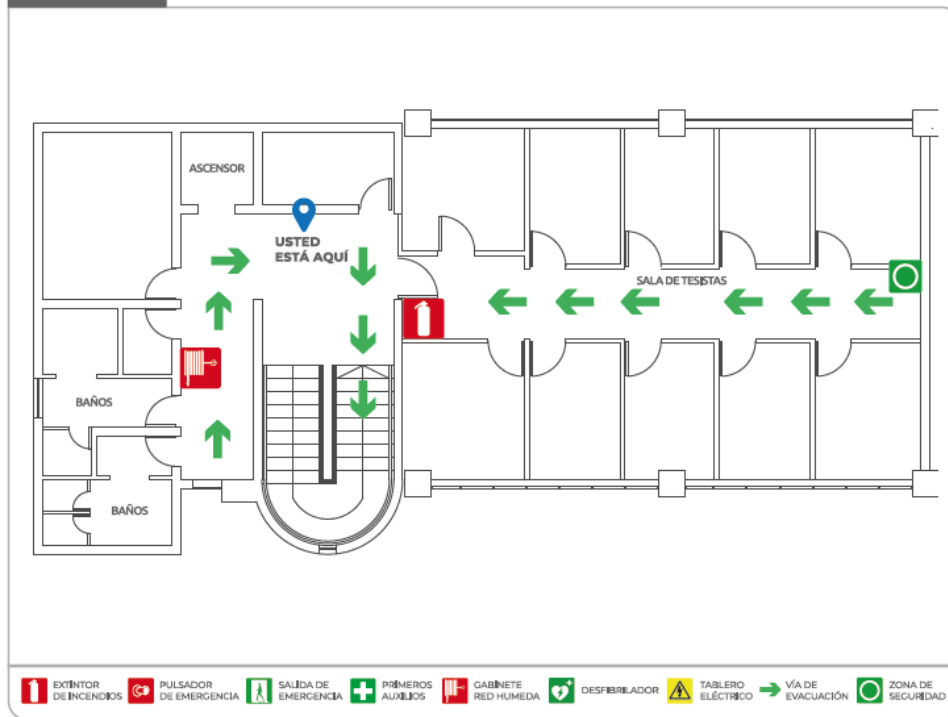 ASCENSOR
USTED
ESTÁ AQUÍ
SALA DE TESISTAS
BAÑOS
BAÑOS
EXTINTOR
DE INCENDIOS
PULSADOR
DE EMERGENCIA
SALIDA DE
EMERGENCIA
PRIMEROS
AUXILIOS
GABINETE
RED HUMEDA
DESFIBRILADOR
TABLERO
ELÉCTRICO
VÍA DE
EVACUACIÓN
ZONA DE
SEGURIDAD